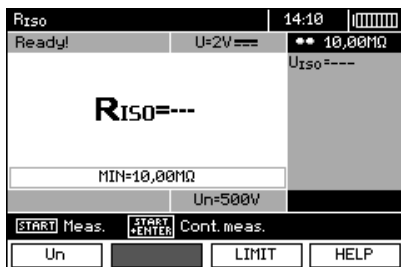 RISO 14:10
Ready! U=2V ●● 10,00MΩ
UISO=---
RISO=---
MIN=10,00MΩ
Un=500V
START Meas. START +ENTER Cont. meas.
Un LIMIT HELP